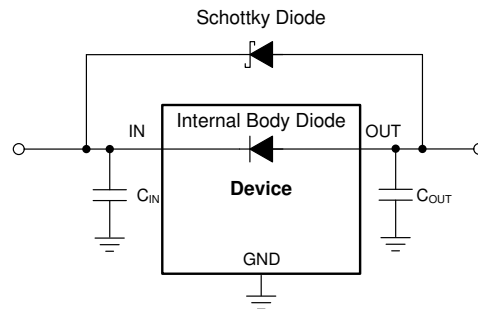 Schottky Diode
IN
Internal Body Diode
OUT
Device
CIN
COUT
GND